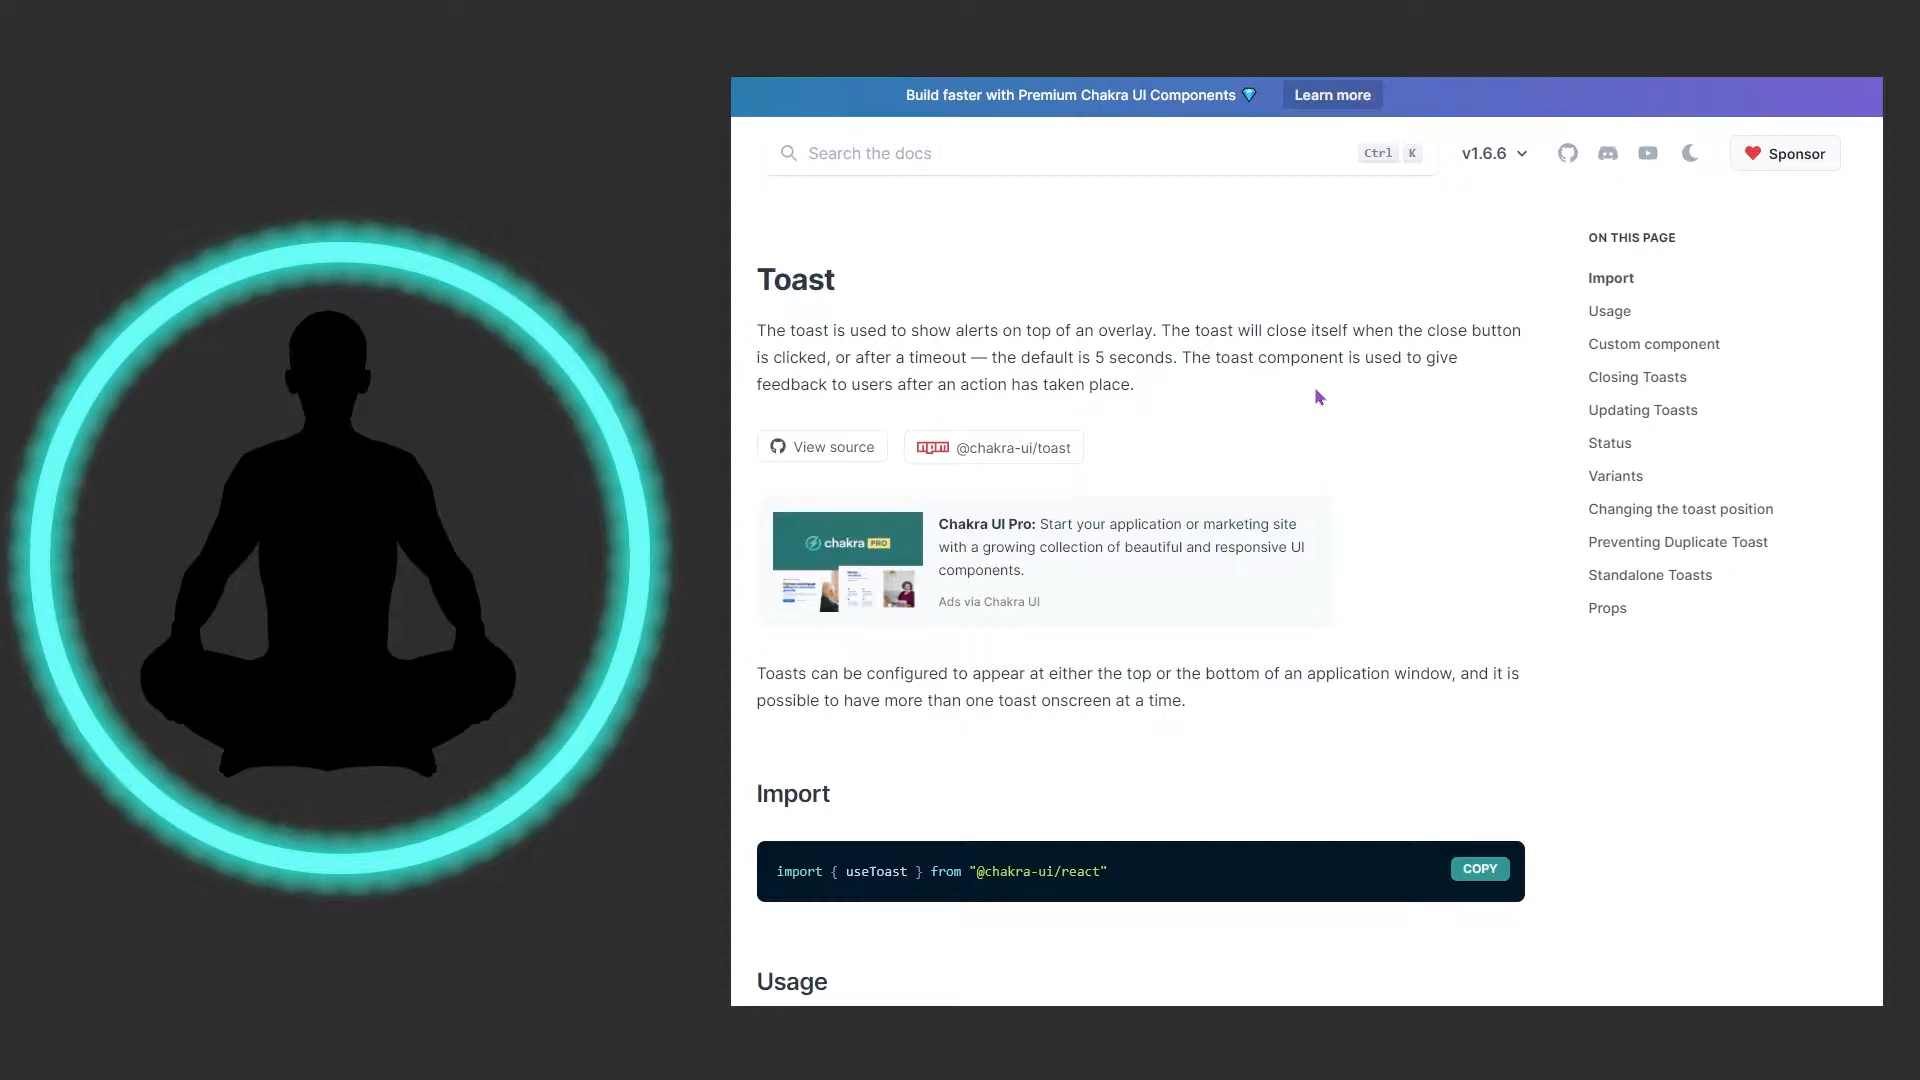 Build faster with Premium Chakra UI Components 💎 Learn more
Search the docs Ctrl K v1.6.6 Sponsor
Toast
The toast is used to show alerts on top of an overlay. The toast will close itself when the close button
is clicked, or after a timeout — the default is 5 seconds. The toast component is used to give
feedback to users after an action has taken place.
View source npm @chakra-ui/toast
chakra PRO
Chakra UI Pro: Start your application or marketing site
with a growing collection of beautiful and responsive UI
components.
Ads via Chakra UI
Toasts can be configured to appear at either the top or the bottom of an application window, and it is
possible to have more than one toast onscreen at a time.
Import
import { useToast } from "@chakra-ui/react"
COPY
Usage
ON THIS PAGE
Import
Usage
Custom component
Closing Toasts
Updating Toasts
Status
Variants
Changing the toast position
Preventing Duplicate Toast
Standalone Toasts
Props